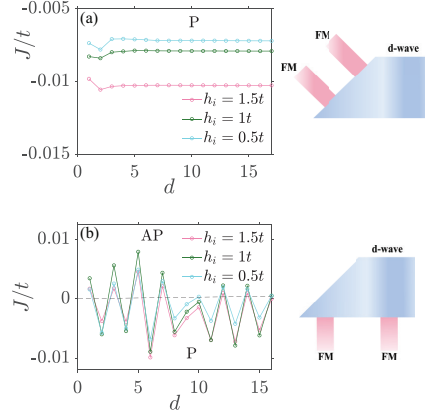 -0.005
(a)
P
J/t
-0.01
h_i = 1.5t
h_i = 1t
h_i = 0.5t
-0.015
0
5
10
15
d
FM
d-wave
FM
0.01
(b)
AP
h_i = 1.5t
h_i = 1t
h_i = 0.5t
J/t
0
P
-0.01
0
5
10
15
d
d-wave
FM
FM